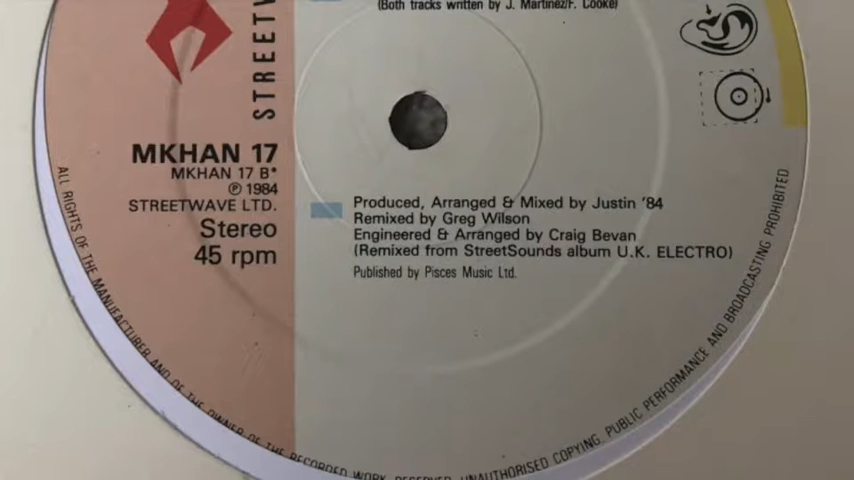 (Both tracks written by J. Martinez/F. Cooke)
STREETW
MKHAN 17
MKHAN 17 B*
℗ 1984
STREETWAVE LTD.
Stereo
45 rpm
Produced, Arranged & Mixed by Justin '84
Remixed by Greg Wilson
Engineered & Arranged by Craig Bevan
(Remixed from StreetSounds album U.K. ELECTRO)
Published by Pisces Music Ltd.
ALL RIGHTS OF THE MANUFACTURER AND OF THE OWNER OF THE RECORDED WORK RESERVED. UNAUTHORISED COPYING, PUBLIC PERFORMANCE AND BROADCASTING PROHIBITED